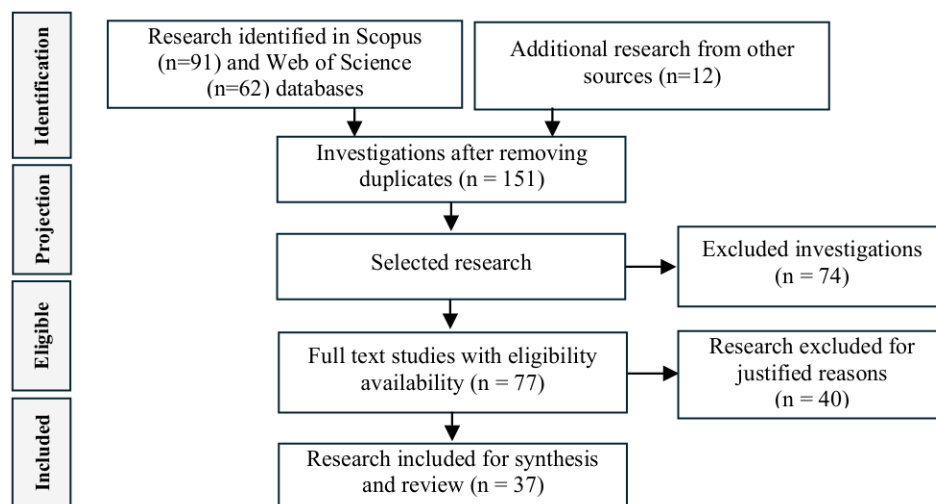 Identification
Research identified in Scopus
(n=91) and Web of Science
(n=62) databases
Additional research from other
sources (n=12)
Investigations after removing
duplicates (n = 151)
Projection
Selected research
Excluded investigations
(n = 74)
Eligible
Full text studies with eligibility
availability (n = 77)
Research excluded for
justified reasons
(n = 40)
Included
Research included for synthesis
and review (n = 37)